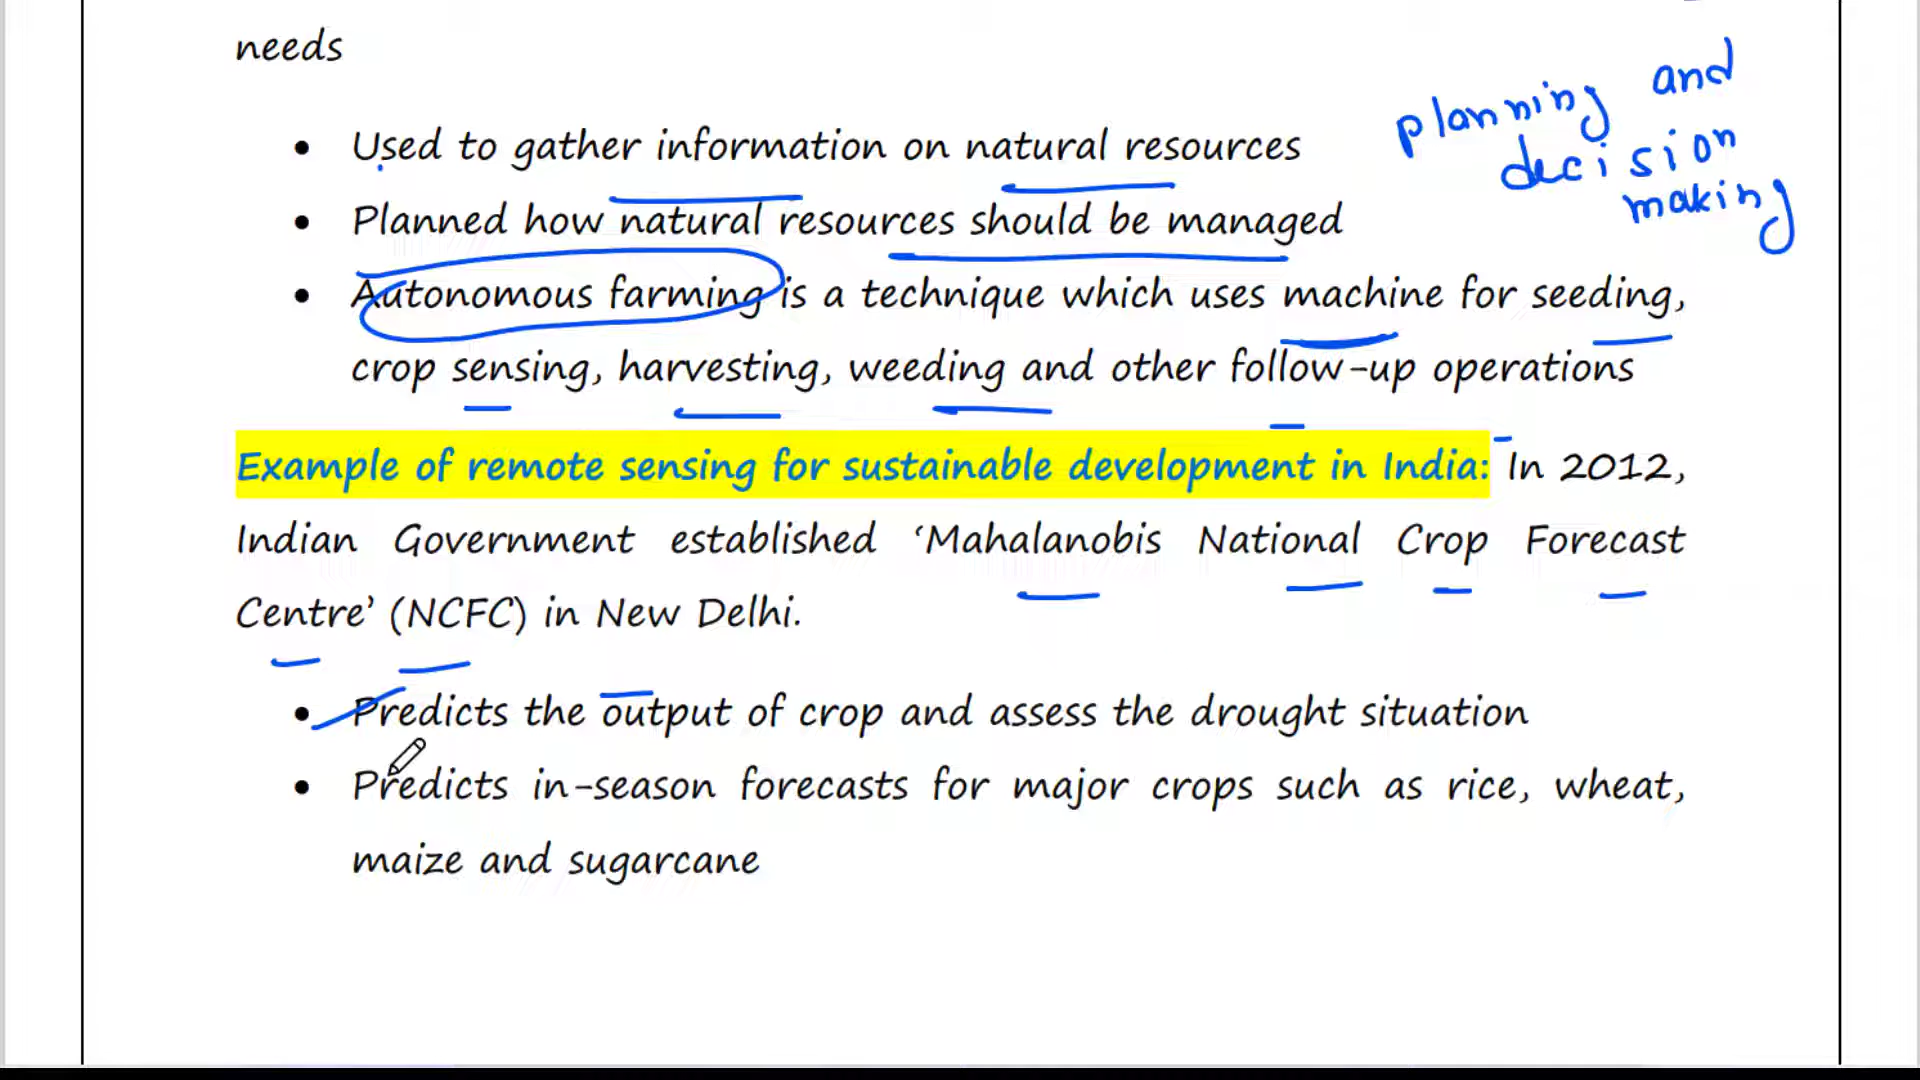 needs
planning and
decision
making
• Used to gather information on natural resources
• Planned how natural resources should be managed
• Autonomous farming is a technique which uses machine for seeding,
crop sensing, harvesting, weeding and other follow-up operations
Example of remote sensing for sustainable development in India: In 2012,
Indian Government established ‘Mahalanobis National Crop Forecast
Centre’ (NCFC) in New Delhi.
• Predicts the output of crop and assess the drought situation
• Predicts in-season forecasts for major crops such as rice, wheat,
maize and sugarcane